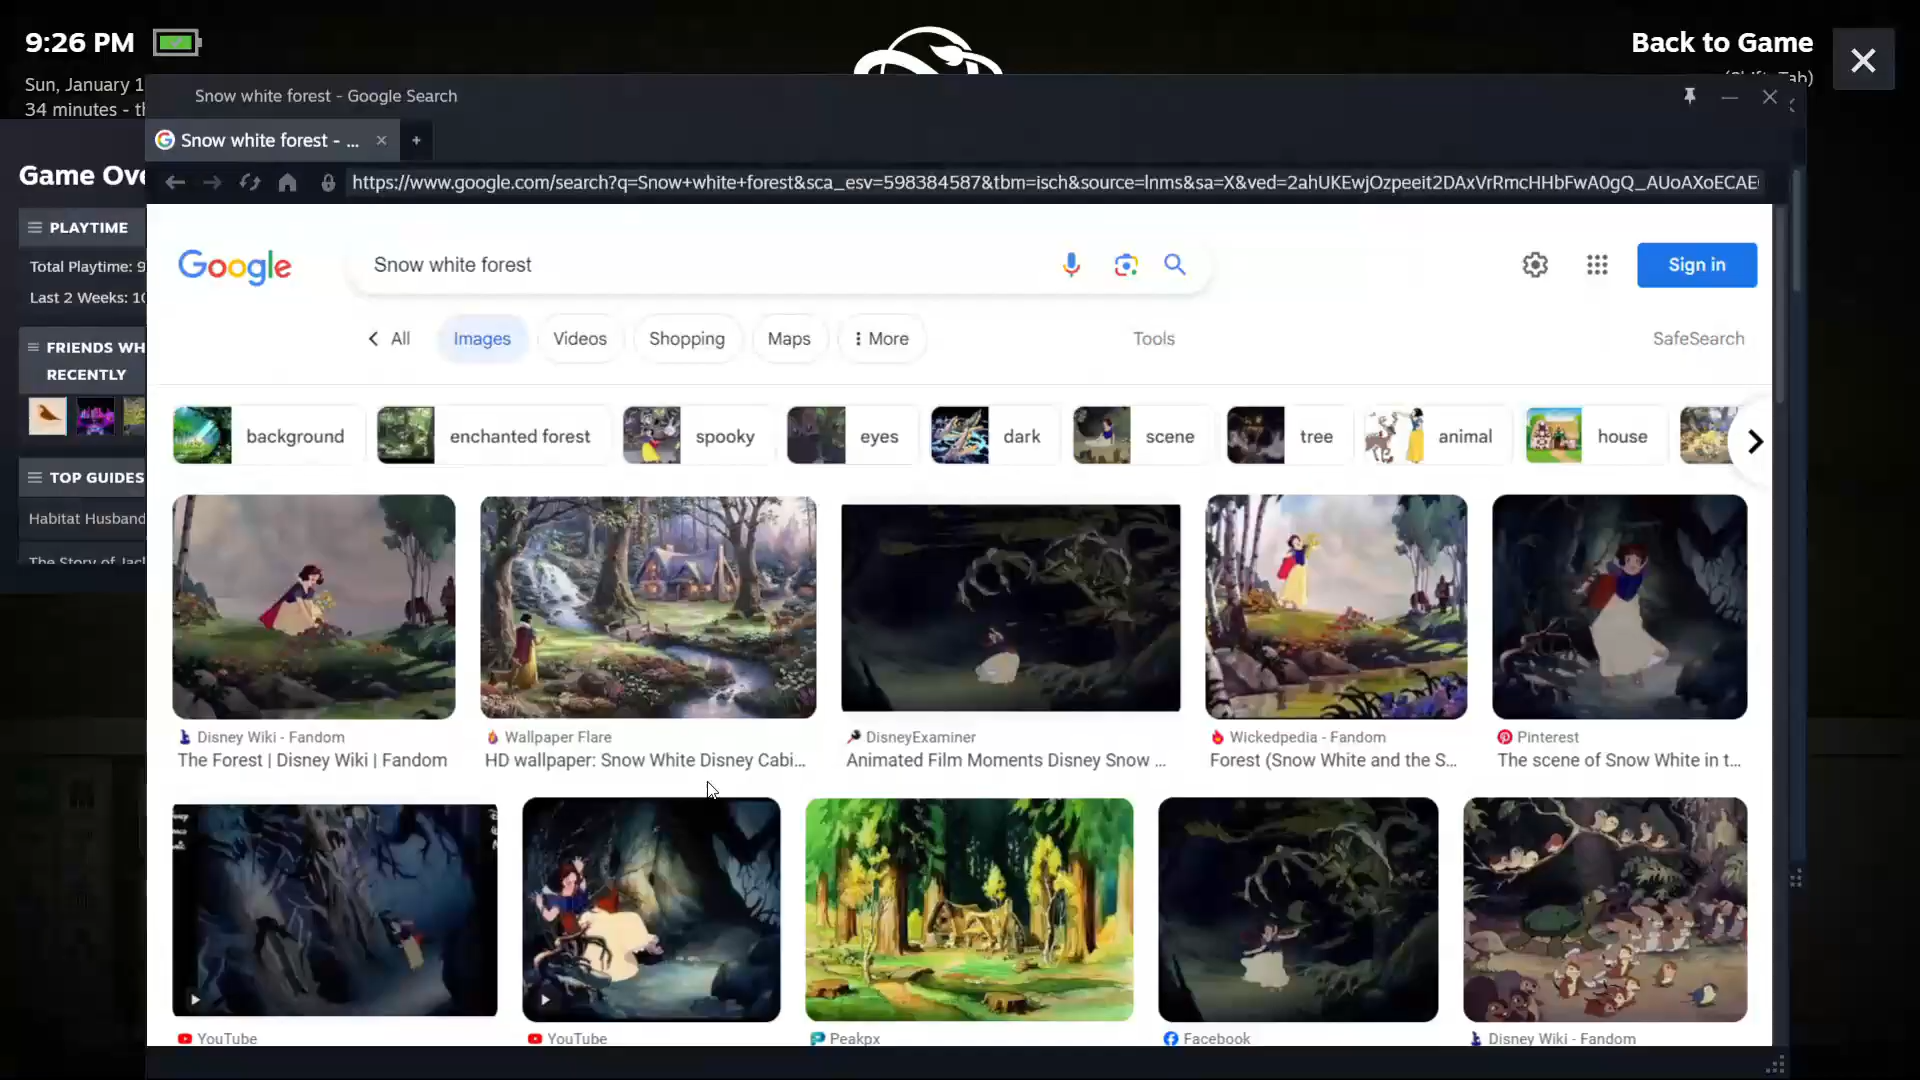 9:26 PM
Back to Game
Sun, January 1
34 minutes - th
Snow white forest - Google Search
Snow white forest - ...
https://www.google.com/search?q=Snow+white+forest&sca_esv=598384587&tbm=isch&source=lnms&sa=X&ved=2ahUKEwjOzpeeit2DAxVrRmcHHbFwA0gQ_AUoAXoECAE
Game Ove
PLAYTIME
Total Playtime: 9
Last 2 Weeks: 10
FRIENDS WH
RECENTLY
TOP GUIDES
Habitat Husband
The Story of Jack
Google
Snow white forest
Sign in
All
Images
Videos
Shopping
Maps
More
Tools
SafeSearch
background
enchanted forest
spooky
eyes
dark
scene
tree
animal
house
Disney Wiki - Fandom
The Forest | Disney Wiki | Fandom
Wallpaper Flare
HD wallpaper: Snow White Disney Cabi...
DisneyExaminer
Animated Film Moments Disney Snow ...
Wickedpedia - Fandom
Forest (Snow White and the S...
Pinterest
The scene of Snow White in t...
YouTube
YouTube
Peakpx
Facebook
Disney Wiki - Fandom